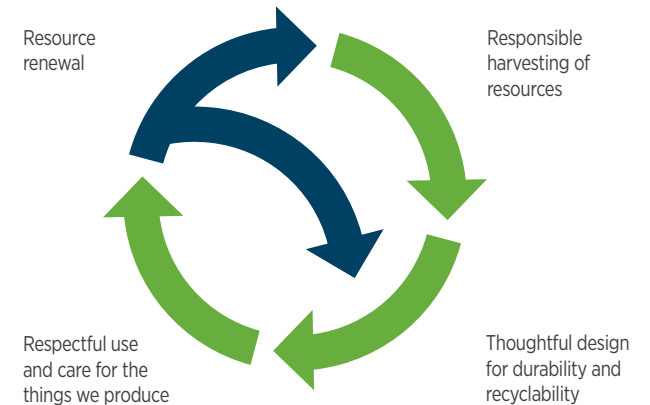 Resource
renewal
Responsible
harvesting of
resources
Respectful use
and care for the
things we produce
Thoughtful design
for durability and
recyclability